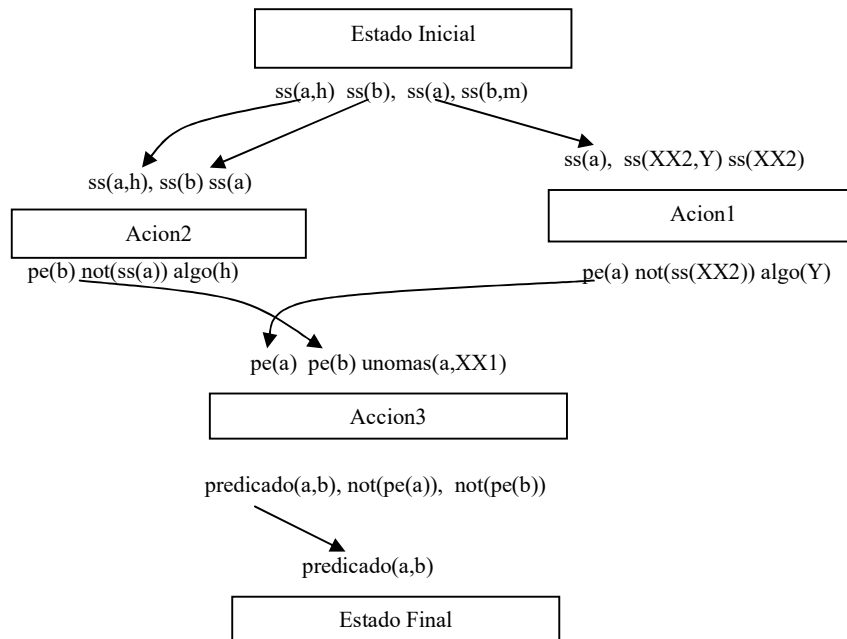 Estado Inicial
ss(a,h) ss(b), ss(a), ss(b,m)
ss(a), ss(XX2,Y) ss(XX2)
ss(a,h), ss(b) ss(a)
Acion1
Acion2
pe(b) not(ss(a)) algo(h)
pe(a) not(ss(XX2)) algo(Y)
pe(a) pe(b) unomas(a,XX1)
Accion3
predicado(a,b), not(pe(a)), not(pe(b))
predicado(a,b)
Estado Final